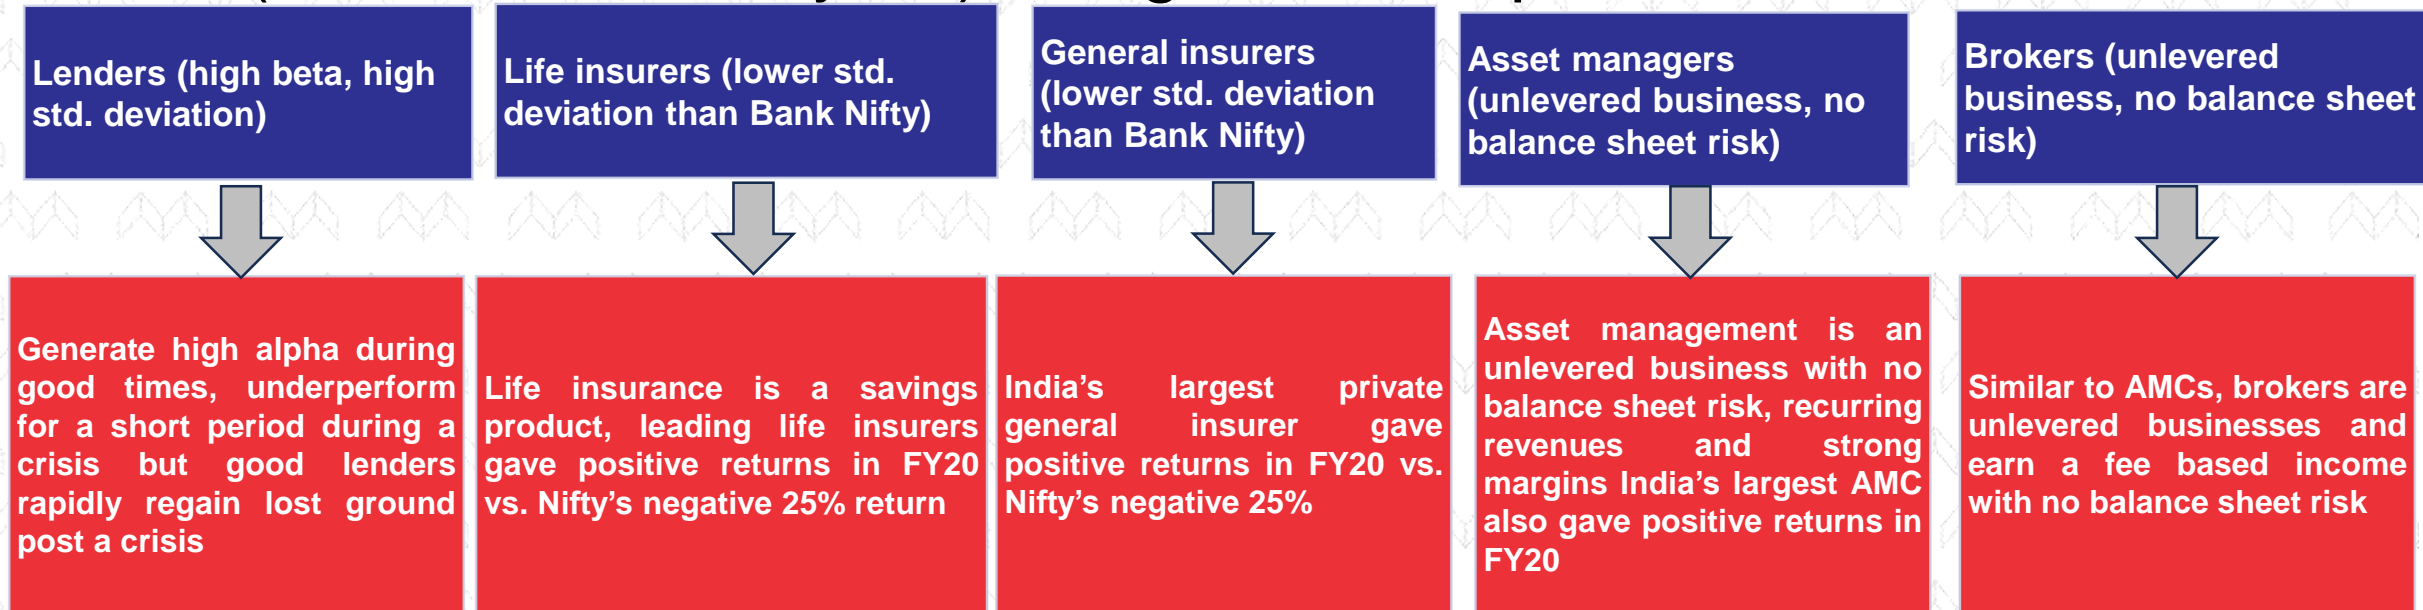 Lenders (high beta, high
std. deviation)
Life insurers (lower std.
deviation than Bank Nifty)
General insurers
(lower std. deviation
than Bank Nifty)
Asset managers
(unlevered business, no
balance sheet risk)
Brokers (unlevered
business, no balance sheet
risk)
Generate high alpha during
good times, underperform
for a short period during a
crisis but good lenders
rapidly regain lost ground
post a crisis
Life insurance is a savings
product, leading life insurers
gave positive returns in FY20
vs. Nifty’s negative 25% return
India’s largest private
general insurer gave
positive returns in FY20 vs.
Nifty’s negative 25%
Asset management is an
unlevered business with no
balance sheet risk, recurring
revenues and strong
margins India’s largest AMC
also gave positive returns in
FY20
Similar to AMCs, brokers are
unlevered businesses and
earn a fee based income
with no balance sheet risk